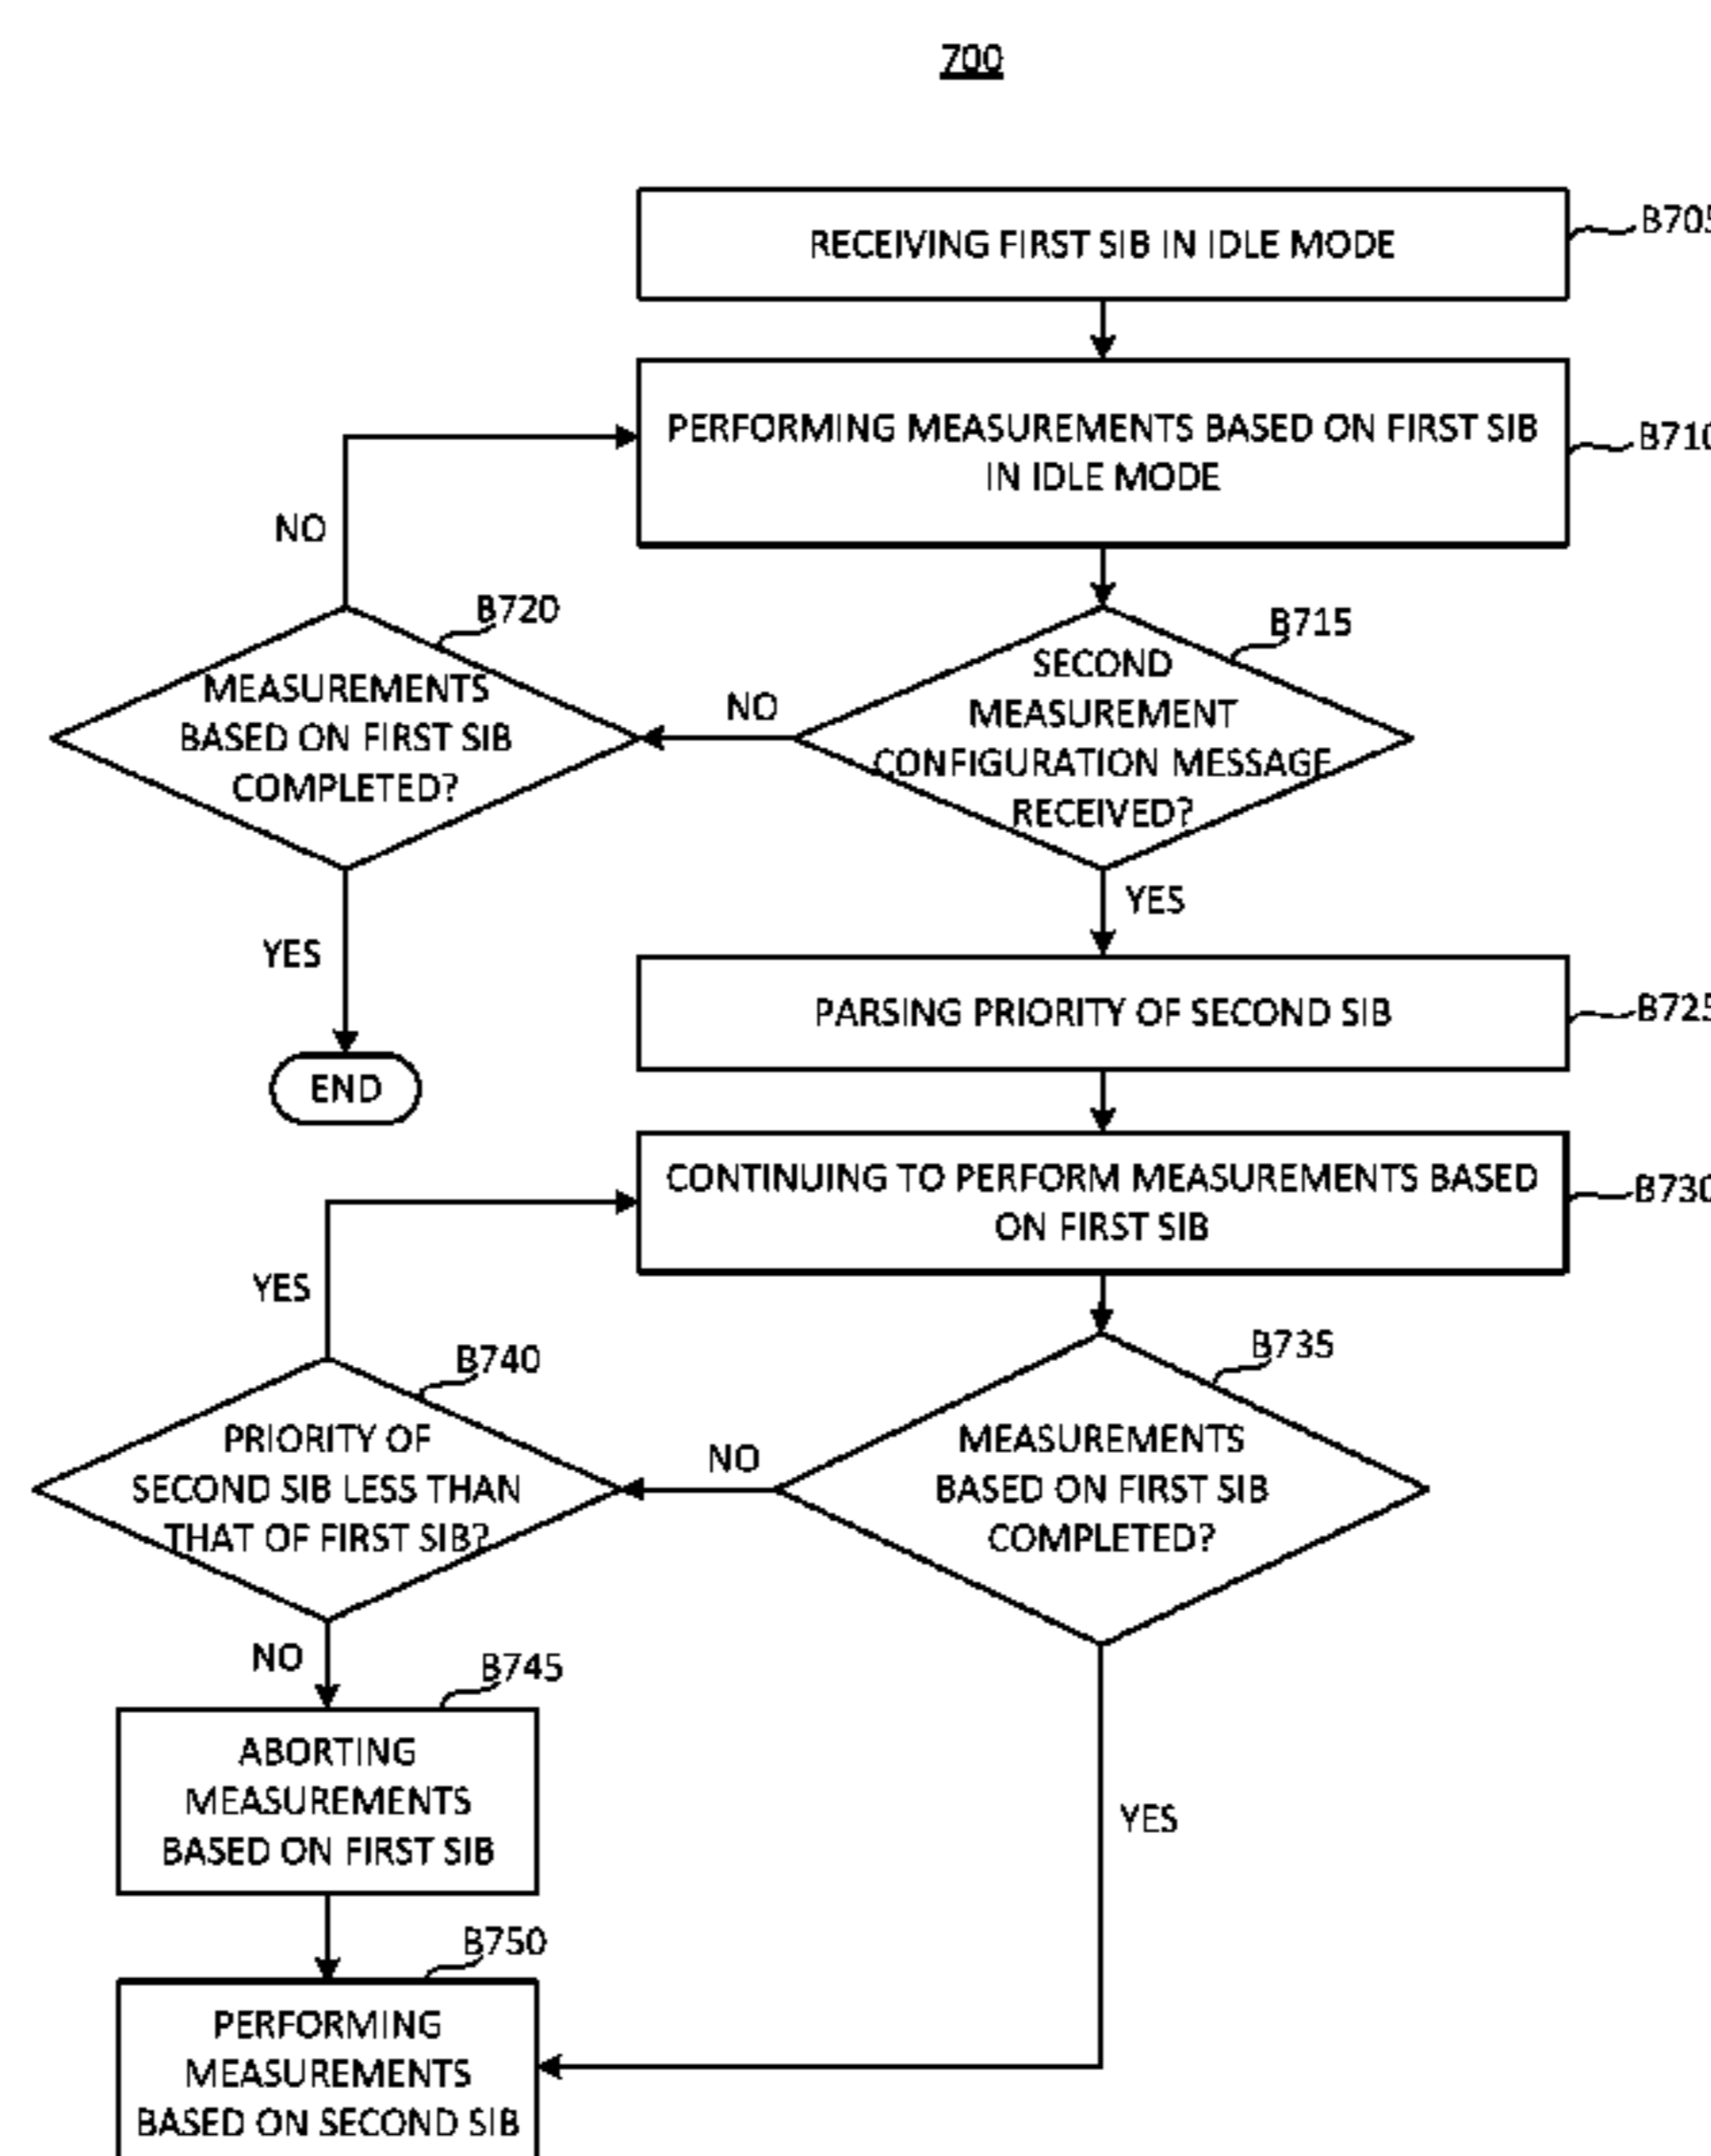 700
RECEIVING FIRST SIB IN IDLE MODE
B705
PERFORMING MEASUREMENTS BASED ON FIRST SIB
IN IDLE MODE
B710
NO
B720
MEASUREMENTS
BASED ON FIRST SIB
COMPLETED?
NO
B715
SECOND
MEASUREMENT
CONFIGURATION MESSAGE
RECEIVED?
YES
YES
END
PARSING PRIORITY OF SECOND SIB
B725
CONTINUING TO PERFORM MEASUREMENTS BASED
ON FIRST SIB
B730
YES
B740
PRIORITY OF
SECOND SIB LESS THAN
THAT OF FIRST SIB?
NO
B735
MEASUREMENTS
BASED ON FIRST SIB
COMPLETED?
NO
B745
ABORTING
MEASUREMENTS
BASED ON FIRST SIB
YES
B750
PERFORMING
MEASUREMENTS
BASED ON SECOND SIB